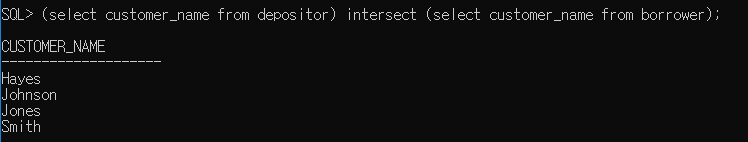 SQL> (select customer_name from depositor) intersect (select customer_name from borrower);
CUSTOMER_NAME
--------------------
Hayes
Johnson
Jones
Smith